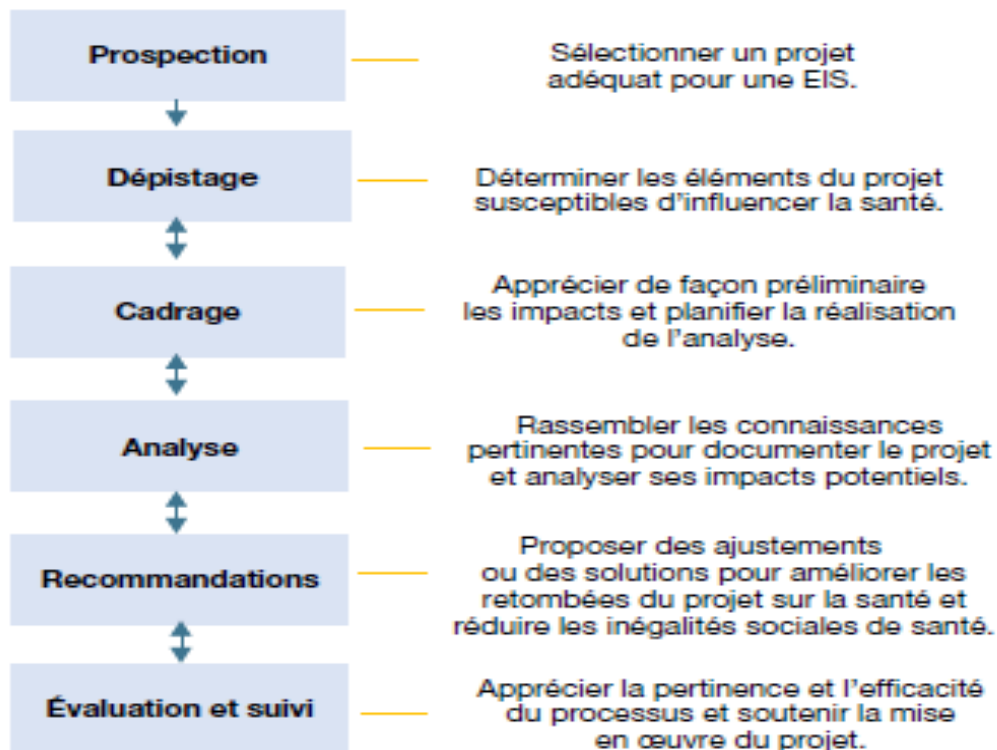 Prospection
Sélectionner un projet
adéquat pour une EIS.
Dépistage
Déterminer les éléments du projet
susceptibles d'influencer la santé.
Cadrage
Apprécier de façon préliminaire
les impacts et planifier la réalisation
de l'analyse.
Analyse
Rassembler les connaissances
pertinentes pour documenter le projet
et analyser ses impacts potentiels.
Recommandations
Proposer des ajustements
ou des solutions pour améliorer les
retombées du projet sur la santé et
réduire les inégalités sociales de santé.
Évaluation et suivi
Apprécier la pertinence et l'efficacité
du processus et soutenir la mise
en œuvre du projet.